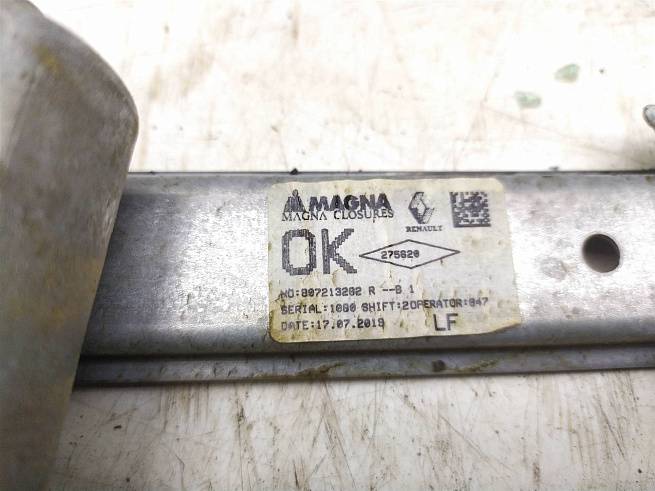 MAGNA
MAGNA CLOSURES
RENAULT
OK
275620
NO:807213282 R --B 1
SERIAL:1080 SHIFT:2OPERATOR:847
DATE:17.07.2019
LF